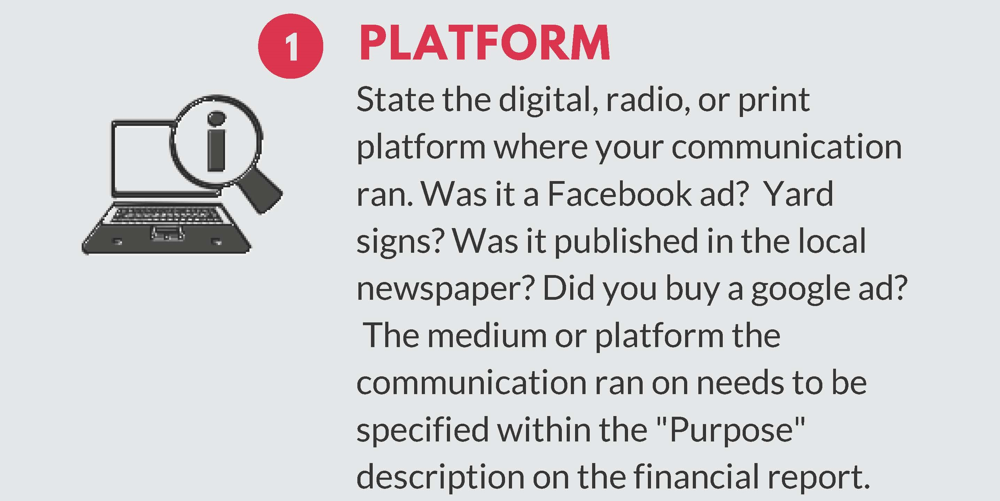 1 PLATFORM
State the digital, radio, or print
platform where your communication
ran. Was it a Facebook ad?  Yard
signs? Was it published in the local
newspaper? Did you buy a google ad?
The medium or platform the
communication ran on needs to be
specified within the "Purpose"
description on the financial report.